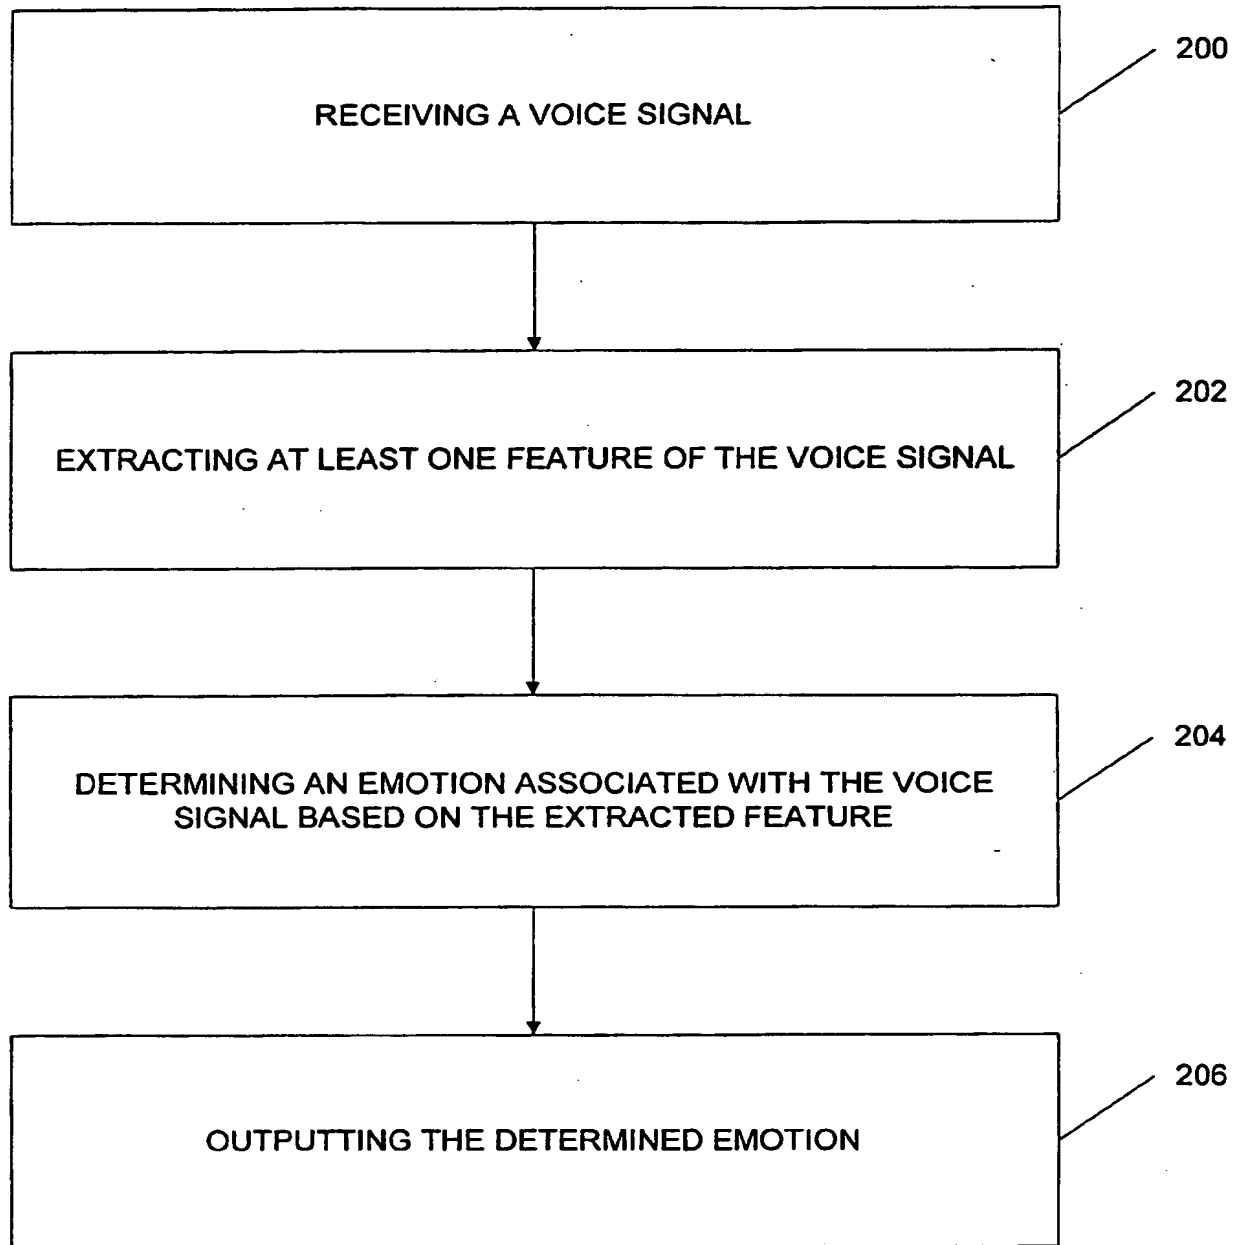 200
RECEIVING A VOICE SIGNAL
202
EXTRACTING AT LEAST ONE FEATURE OF THE VOICE SIGNAL
204
DETERMINING AN EMOTION ASSOCIATED WITH THE VOICE
SIGNAL BASED ON THE EXTRACTED FEATURE
206
OUTPUTTING THE DETERMINED EMOTION